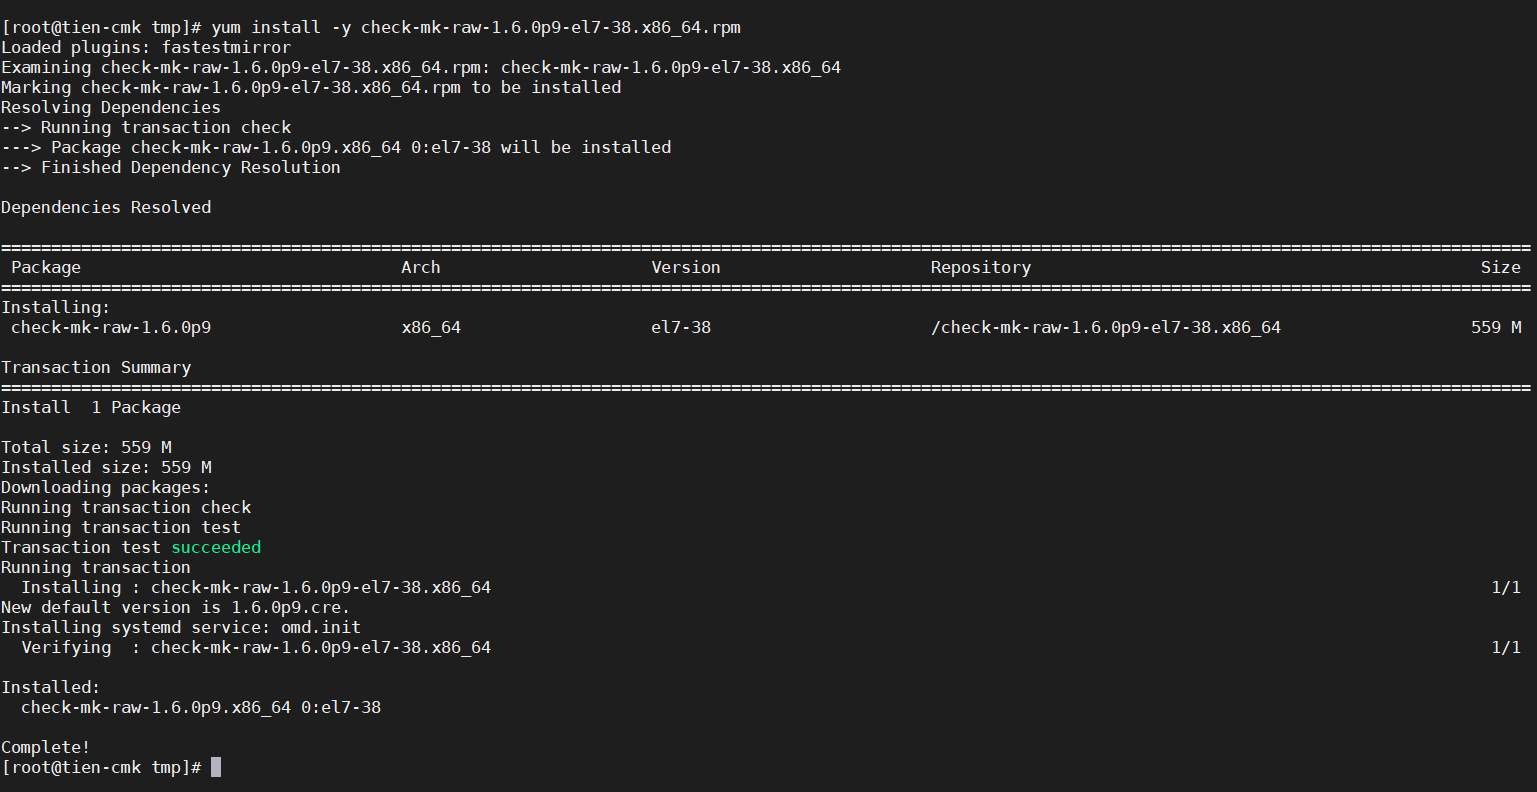 [root@tien-cmk tmp]# yum install -y check-mk-raw-1.6.0p9-el7-38.x86_64.rpm
Loaded plugins: fastestmirror
Examining check-mk-raw-1.6.0p9-el7-38.x86_64.rpm: check-mk-raw-1.6.0p9-el7-38.x86_64
Marking check-mk-raw-1.6.0p9-el7-38.x86_64.rpm to be installed
Resolving Dependencies
--> Running transaction check
---> Package check-mk-raw-1.6.0p9.x86_64 0:el7-38 will be installed
--> Finished Dependency Resolution
Dependencies Resolved
=========================================================================================================================================================
Package Arch Version Repository Size
=========================================================================================================================================================
Installing:
check-mk-raw-1.6.0p9 x86_64 el7-38 /check-mk-raw-1.6.0p9-el7-38.x86_64 559 M
Transaction Summary
=========================================================================================================================================================
Install  1 Package
Total size: 559 M
Installed size: 559 M
Downloading packages:
Running transaction check
Running transaction test
Transaction test succeeded
Running transaction
Installing : check-mk-raw-1.6.0p9-el7-38.x86_64 1/1
New default version is 1.6.0p9.cre.
Installing systemd service: omd.init
Verifying  : check-mk-raw-1.6.0p9-el7-38.x86_64 1/1
Installed:
check-mk-raw-1.6.0p9.x86_64 0:el7-38
Complete!
[root@tien-cmk tmp]#